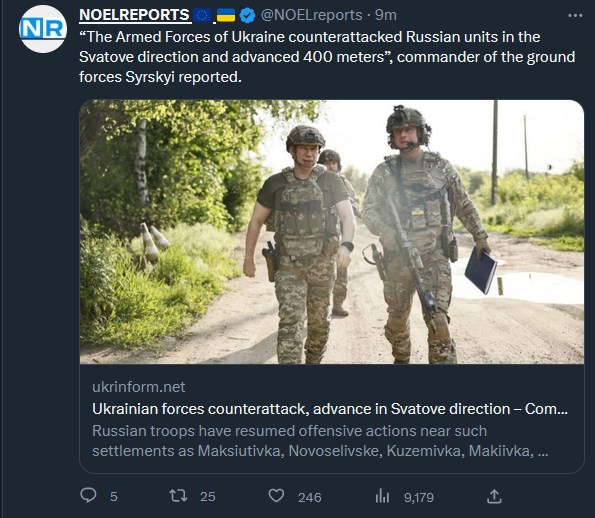 NR
NOELREPORTS 🇪🇺 🇺🇦 @NOELreports · 9m
“The Armed Forces of Ukraine counterattacked Russian units in the
Svatove direction and advanced 400 meters”, commander of the ground
forces Syrskyi reported.
ukrinform.net
Ukrainian forces counterattack, advance in Svatove direction – Com...
Russian troops have resumed offensive actions near such
settlements as Maksiutivka, Novoselivske, Kuzemivka, Makiivka, ...
5 25 246 9,179